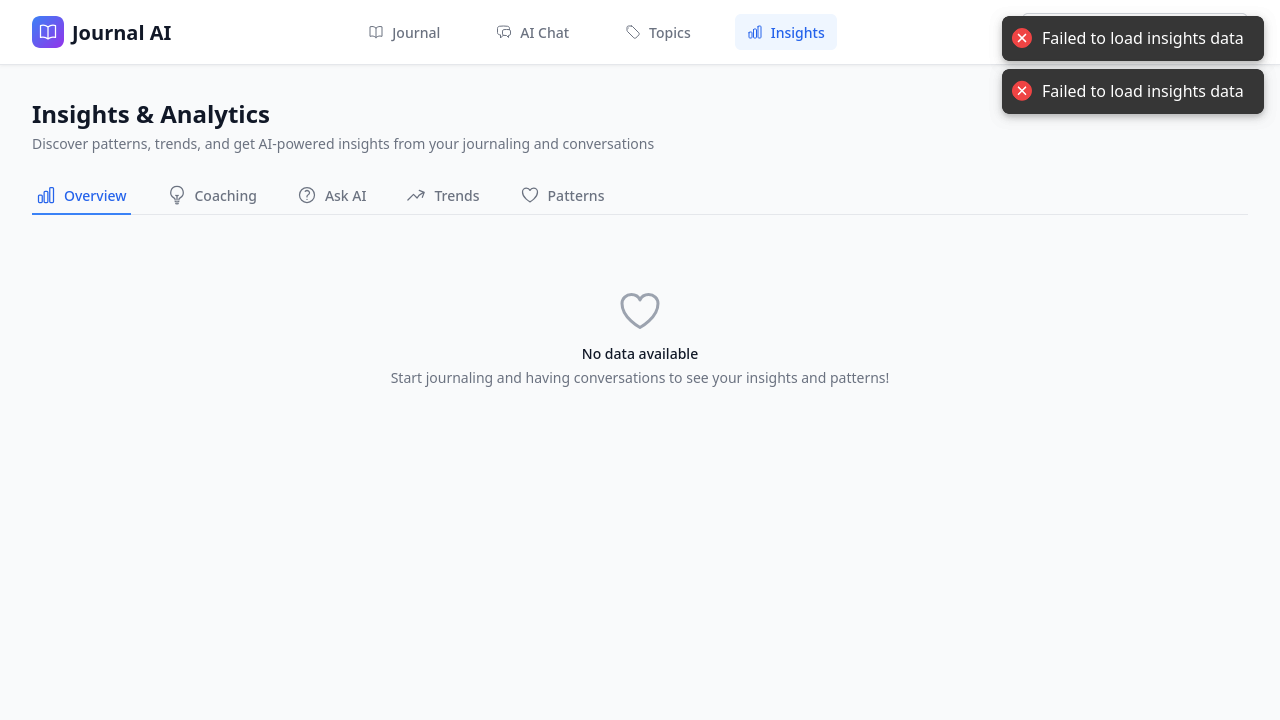 Journal AI
Journal
AI Chat
Topics
Insights
Failed to load insights data
Failed to load insights data
Insights & Analytics
Discover patterns, trends, and get AI-powered insights from your journaling and conversations
Overview
Coaching
Ask AI
Trends
Patterns
No data available
Start journaling and having conversations to see your insights and patterns!